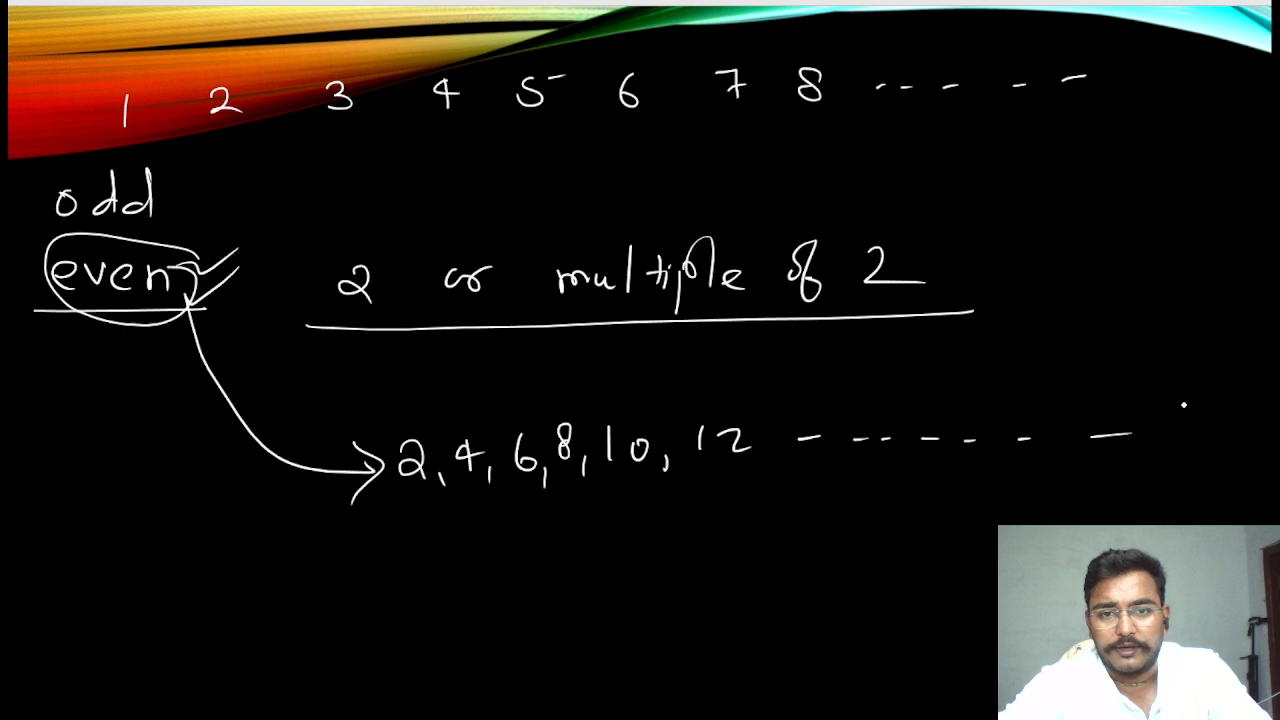 1 2 3 4 5 6 7 8 ---- - -
odd
even 2 or multiple of 2
2, 4, 6, 8, 10, 12 - -- - - - —